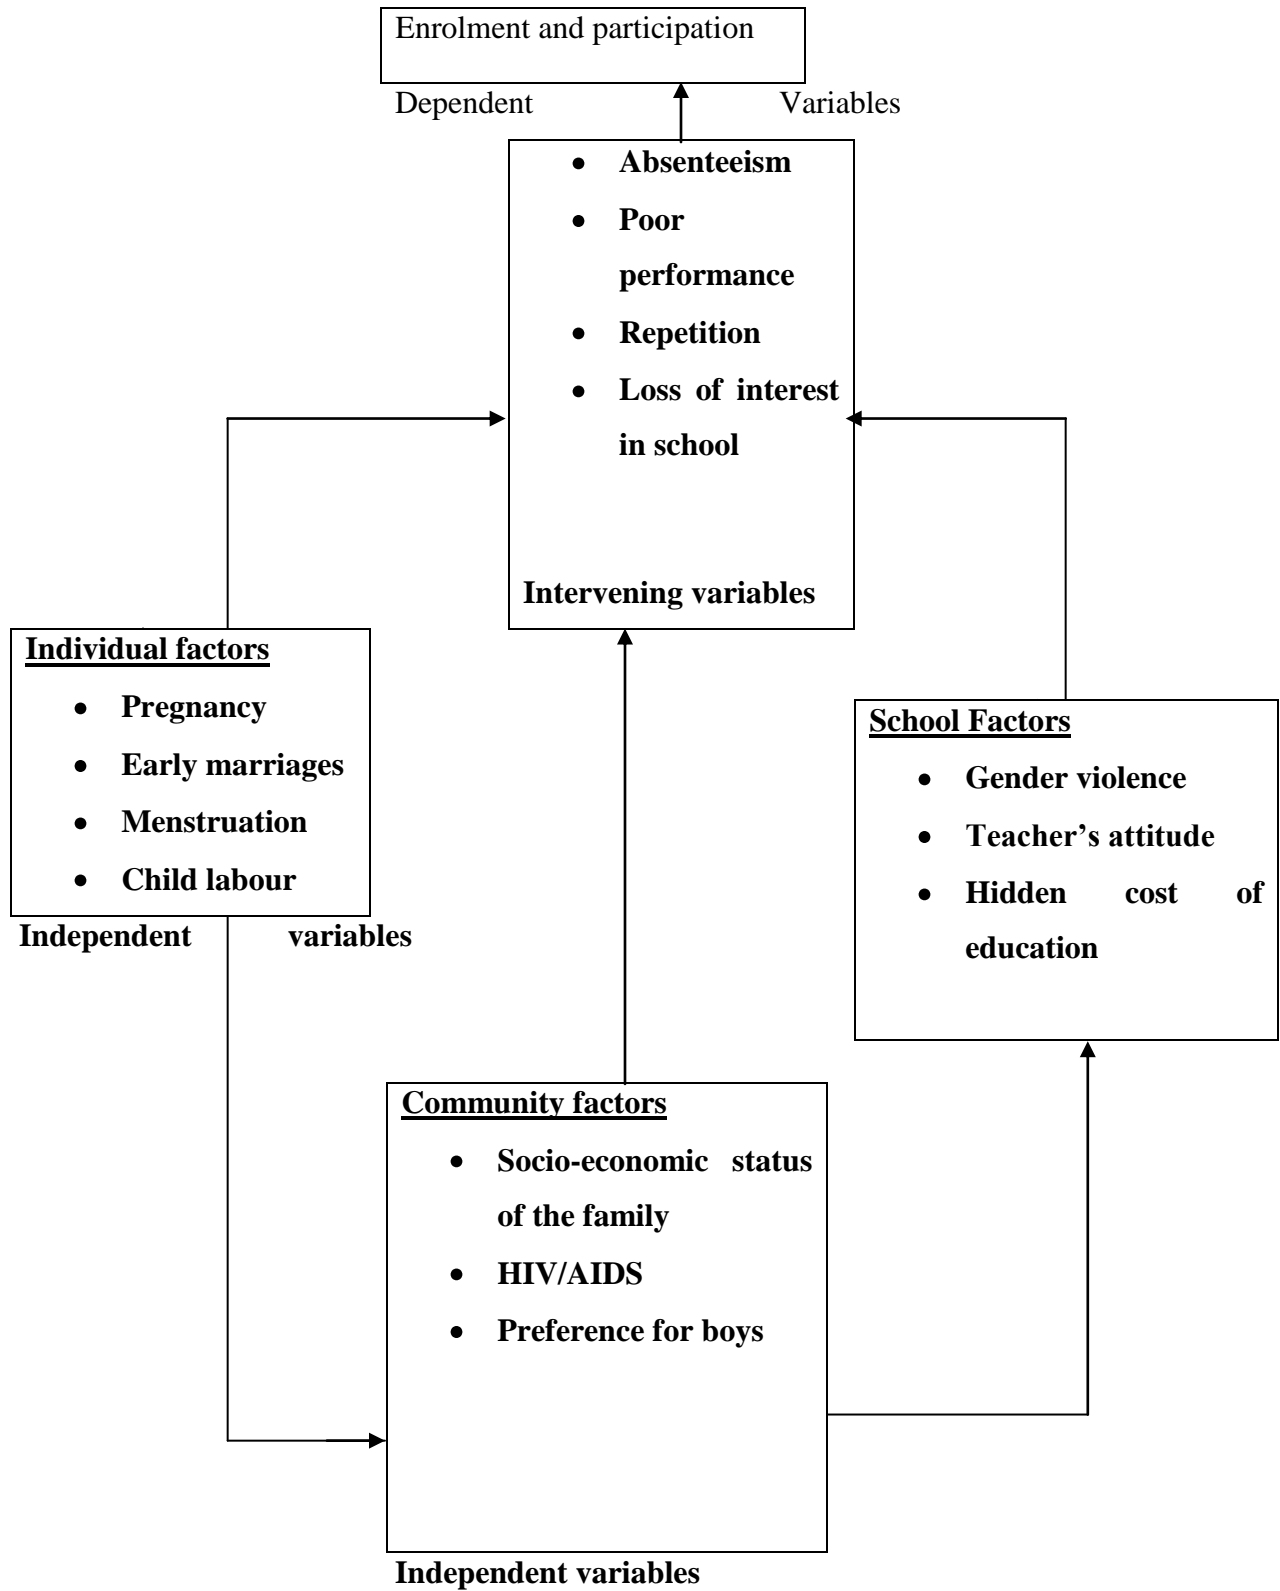 Enrolment and participation
Dependent Variables
• Absenteeism
• Poor
performance
• Repetition
• Loss of interest
in school
Intervening variables
Individual factors
• Pregnancy
• Early marriages
• Menstruation
• Child labour
Independent variables
School Factors
• Gender violence
• Teacher’s attitude
• Hidden cost of
education
Community factors
• Socio-economic status
of the family
• HIV/AIDS
• Preference for boys
Independent variables